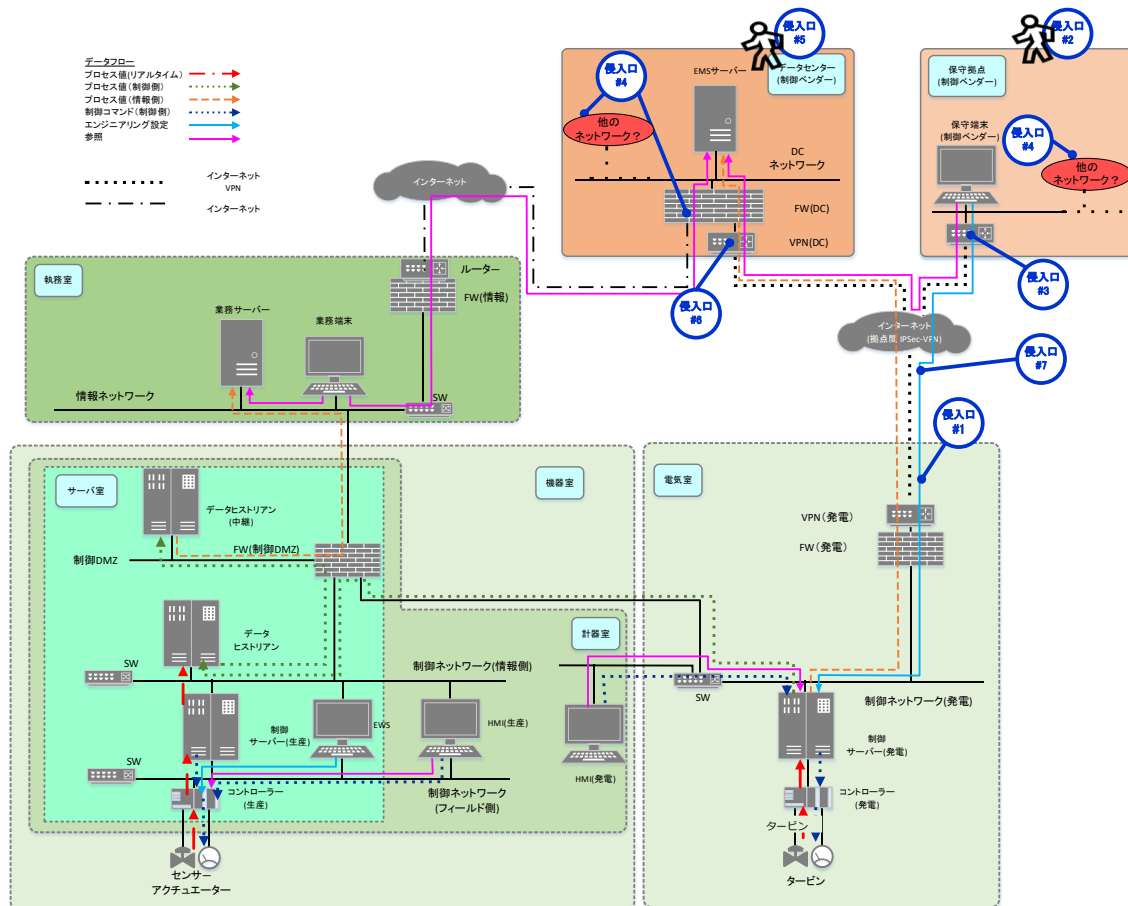 データフロー
プロセス値(リアルタイム)
プロセス値(制御側)
プロセス値(情報側)
制御コマンド(制御側)
エンジニアリング設定
参照
インターネット
VPN
インターネット
侵入口
#5
侵入口
#2
侵入口
#4
EMSサーバー
データセンター
(制御ベンダー)
他の
ネットワーク?
DC
ネットワーク
FW(DC)
VPN(DC)
侵入口
#6
保守拠点
(制御ベンダー)
保守端末
(制御ベンダー)
侵入口
#4
他の
ネットワーク?
侵入口
#3
インターネット
インターネット
(拠点間 IPSec-VPN)
侵入口
#7
侵入口
#1
執務室
ルーター
FW(情報)
業務サーバー
業務端末
情報ネットワーク
SW
サーバ室
機器室
電気室
データヒストリアン
(中継)
制御DMZ
FW(制御DMZ)
VPN(発電)
FW(発電)
データ
ヒストリアン
計器室
SW
制御ネットワーク(情報側)
SW
制御ネットワーク(発電)
制御
サーバー(生産)
EWS
HMI(生産)
HMI(発電)
制御
サーバー(発電)
SW
制御ネットワーク
(フィールド側)
コントローラー
(生産)
コントローラー
(発電)
センサー
アクチュエーター
タービン
タービン